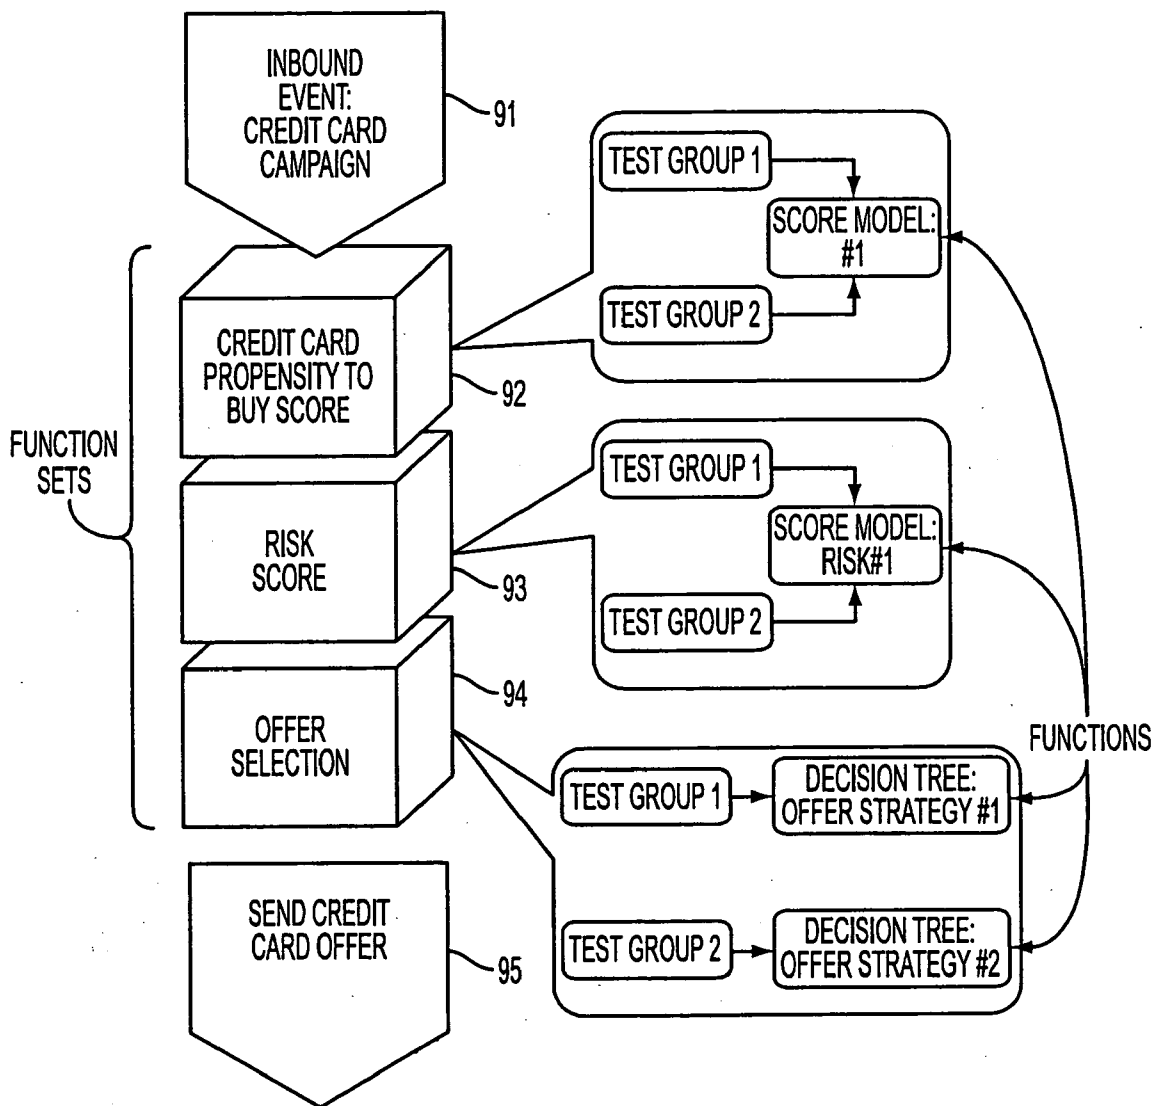 INBOUND
EVENT:
CREDIT CARD
CAMPAIGN
91
CREDIT CARD
PROPENSITY TO
BUY SCORE
92
TEST GROUP 1
SCORE MODEL:
#1
TEST GROUP 2
FUNCTION
SETS
RISK
SCORE
93
TEST GROUP 1
SCORE MODEL:
RISK#1
TEST GROUP 2
OFFER
SELECTION
94
TEST GROUP 1
DECISION TREE:
OFFER STRATEGY #1
TEST GROUP 2
DECISION TREE:
OFFER STRATEGY #2
FUNCTIONS
SEND CREDIT
CARD OFFER
95